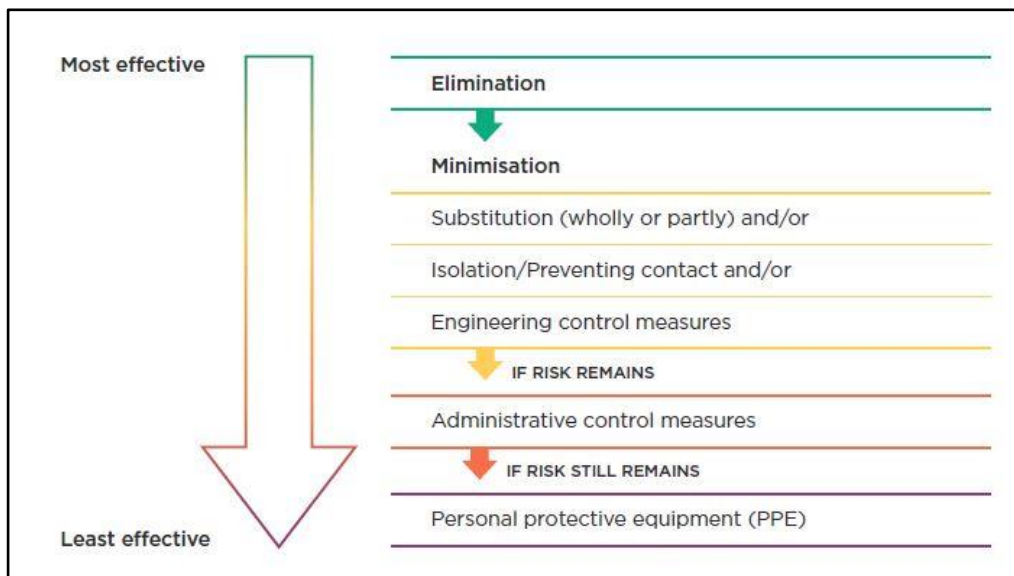 Most effective
Elimination
Minimisation
Substitution (wholly or partly) and/or
Isolation/Preventing contact and/or
Engineering control measures
IF RISK REMAINS
Administrative control measures
IF RISK STILL REMAINS
Personal protective equipment (PPE)
Least effective